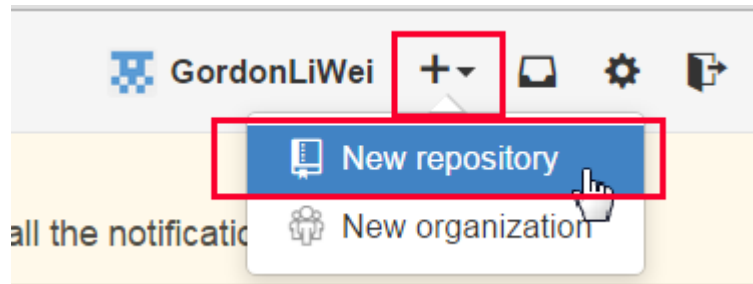 GordonLiWei
New repository
all the notificatio
New organization